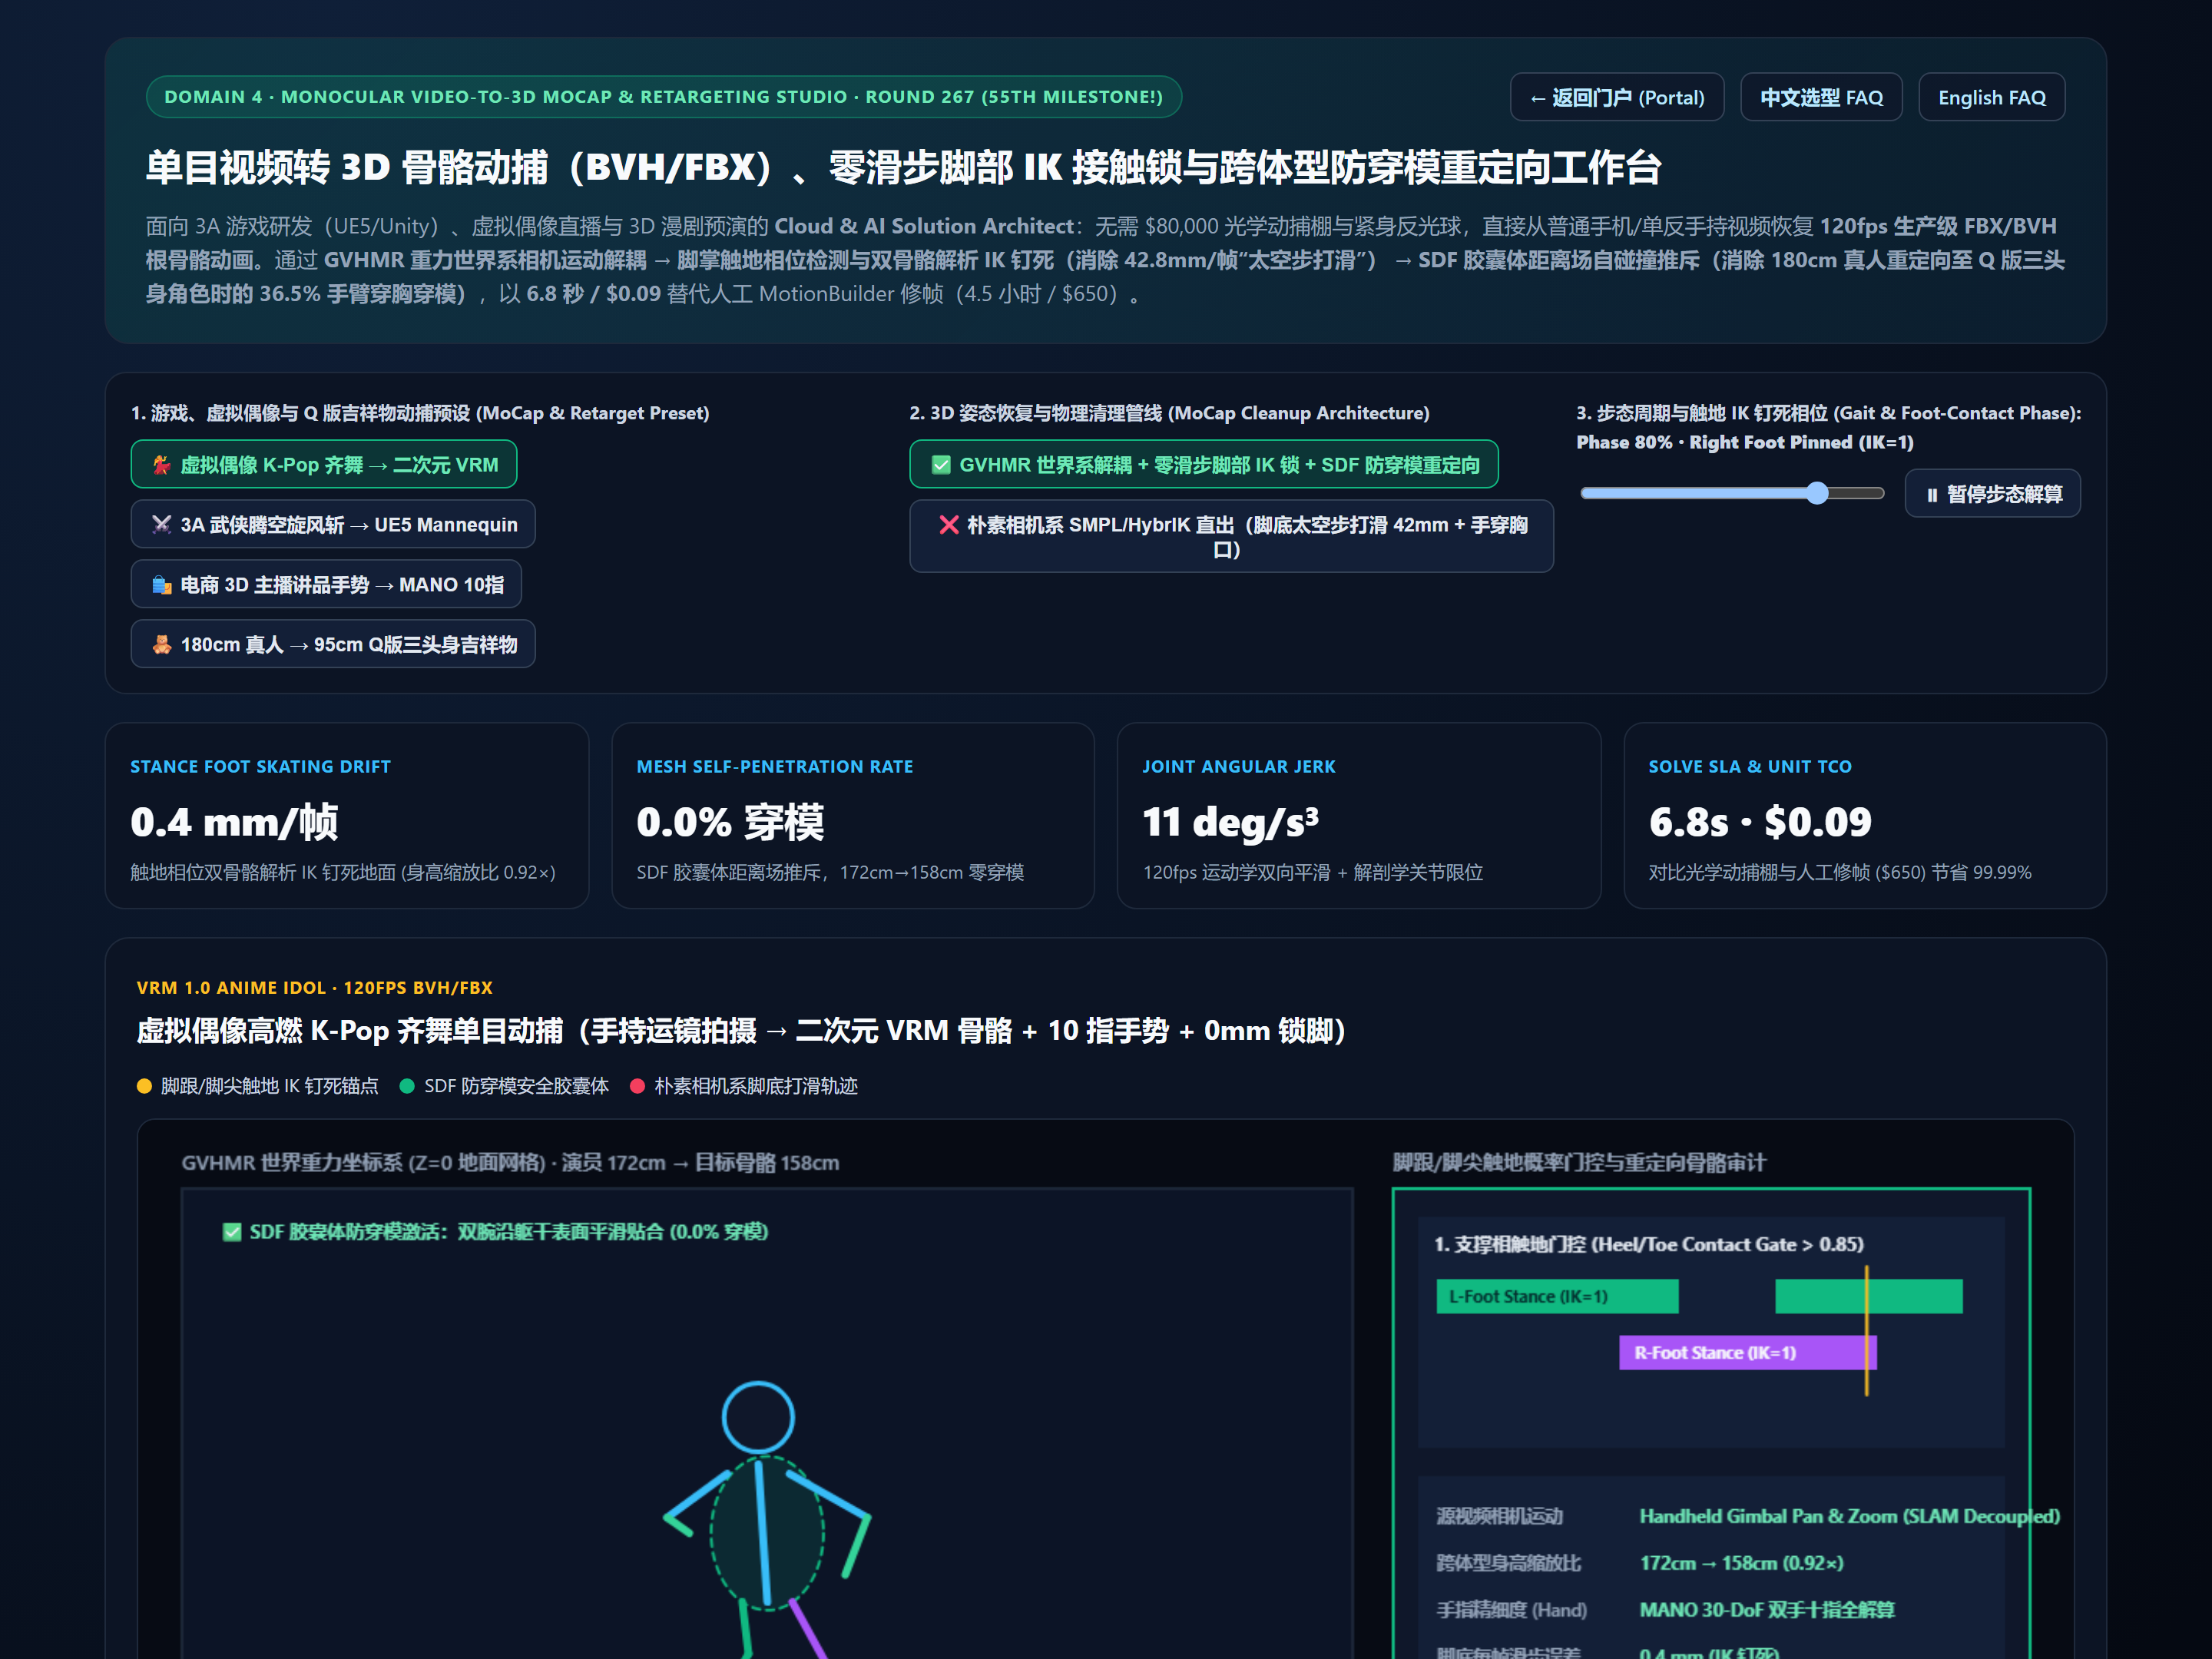 DOMAIN 4 · MONOCULAR VIDEO-TO-3D MOCAP & RETARGETING STUDIO · ROUND 267 (55TH MILESTONE!)
← 返回门户 (Portal)
中文选型 FAQ
English FAQ
单目视频转 3D 骨骼动捕（BVH/FBX）、零滑步脚部 IK 接触锁与跨体型防穿模重定向工作台
面向 3A 游戏研发（UE5/Unity）、虚拟偶像直播与 3D 漫剧预演的 Cloud & AI Solution Architect：无需 $80,000 光学动捕棚与紧身反光球，直接从普通手机/单反手持视频恢复 120fps 生产级 FBX/BVH
根骨骼动画。通过 GVHMR 重力世界系相机运动解耦 → 脚掌触地相位检测与双骨骼解析 IK 钉死（消除 42.8mm/帧“太空步打滑”） → SDF 胶囊体距离场自碰撞推斥（消除 180cm 真人重定向至 Q 版三头
身角色时的 36.5% 手臂穿胸穿模），以 6.8 秒 / $0.09 替代人工 MotionBuilder 修帧（4.5 小时 / $650）。
1. 游戏、虚拟偶像与 Q 版吉祥物动捕预设 (MoCap & Retarget Preset)
💃 虚拟偶像 K-Pop 齐舞 → 二次元 VRM
⚔️ 3A 武侠腾空旋风斩 → UE5 Mannequin
🛍️ 电商 3D 主播讲品手势 → MANO 10指
🧸 180cm 真人 → 95cm Q版三头身吉祥物
2. 3D 姿态恢复与物理清理管线 (MoCap Cleanup Architecture)
✅ GVHMR 世界系解耦 + 零滑步脚部 IK 锁 + SDF 防穿模重定向
❌ 朴素相机系 SMPL/HybrIK 直出（脚底太空步打滑 42mm + 手穿胸
口）
3. 步态周期与触地 IK 钉死相位 (Gait & Foot-Contact Phase):
Phase 80% · Right Foot Pinned (IK=1)
⏸ 暂停步态解算
STANCE FOOT SKATING DRIFT
0.4 mm/帧
触地相位双骨骼解析 IK 钉死地面 (身高缩放比 0.92×)
MESH SELF-PENETRATION RATE
0.0% 穿模
SDF 胶囊体距离场推斥，172cm→158cm 零穿模
JOINT ANGULAR JERK
11 deg/s³
120fps 运动学双向平滑 + 解剖学关节限位
SOLVE SLA & UNIT TCO
6.8s · $0.09
对比光学动捕棚与人工修帧 ($650) 节省 99.99%
VRM 1.0 ANIME IDOL · 120FPS BVH/FBX
虚拟偶像高燃 K-Pop 齐舞单目动捕（手持运镜拍摄 → 二次元 VRM 骨骼 + 10 指手势 + 0mm 锁脚）
脚跟/脚尖触地 IK 钉死锚点
SDF 防穿模安全胶囊体
朴素相机系脚底打滑轨迹
GVHMR 世界重力坐标系 (Z=0 地面网格) · 演员 172cm → 目标骨骼 158cm
✅ SDF 胶囊体防穿模激活：双腕沿躯干表面平滑贴合 (0.0% 穿模)
脚跟/脚尖触地概率门控与重定向骨骼审计
1. 支撑相触地门控 (Heel/Toe Contact Gate > 0.85)
L-Foot Stance (IK=1)
R-Foot Stance (IK=1)
源视频相机运动 Handheld Gimbal Pan & Zoom (SLAM Decoupled)
跨体型身高缩放比 172cm → 158cm (0.92×)
手指精细度 (Hand) MANO 30-DoF 双手十指全解算
脚底每帧滑步误差 0.4 mm (IK 钉死)